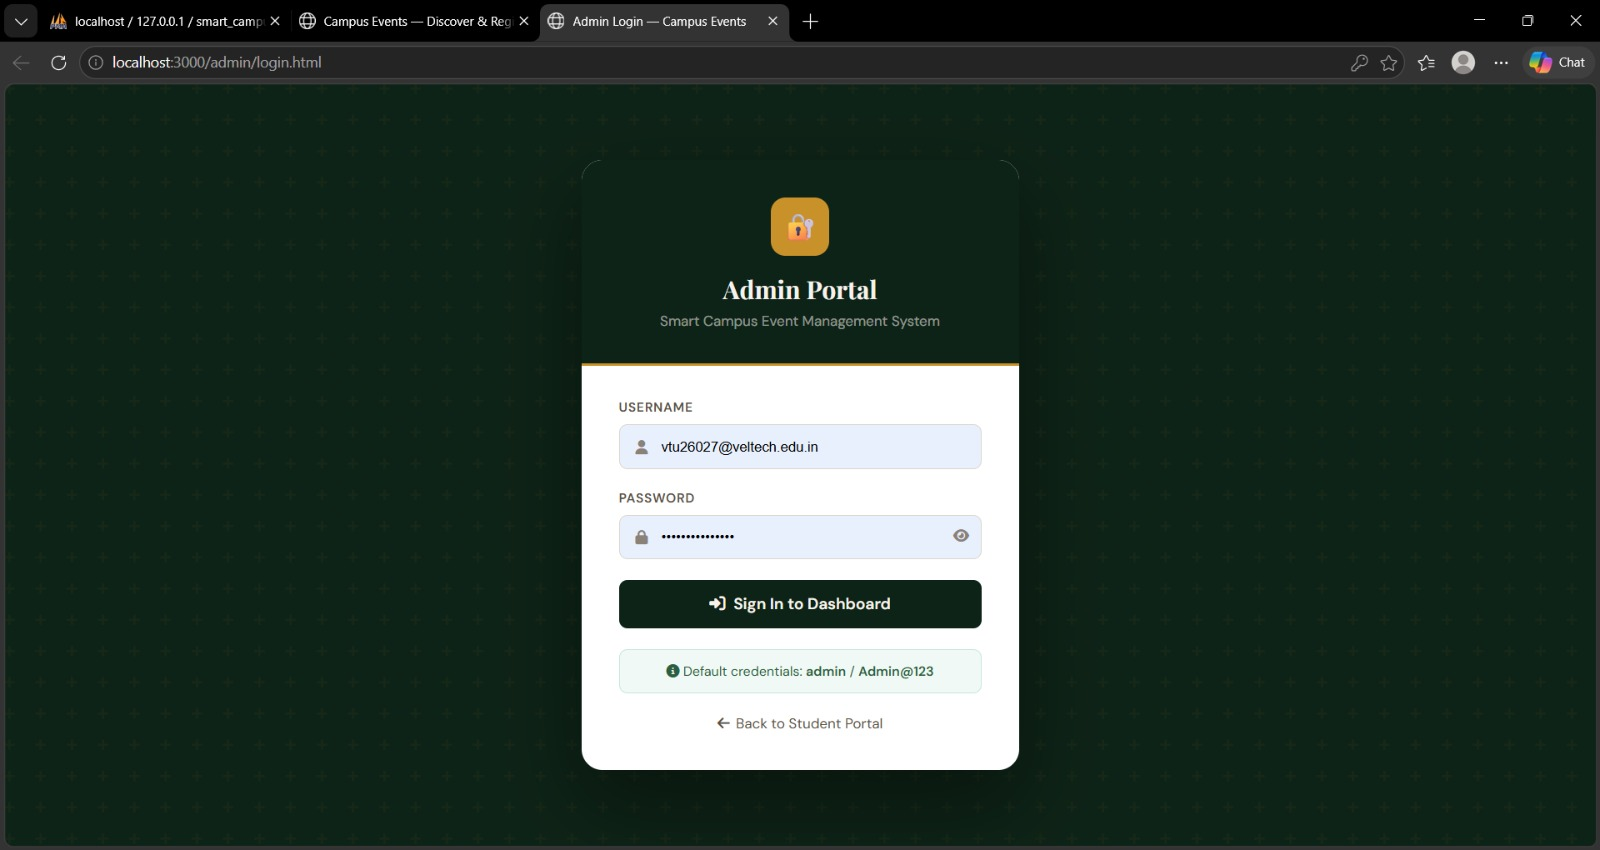 localhost / 127.0.0.1 / smart_camp
Campus Events — Discover & Regi
Admin Login — Campus Events
localhost:3000/admin/login.html
Chat
Admin Portal
Smart Campus Event Management System
USERNAME
vtu26027@veltech.edu.in
PASSWORD
•••••••••••••••
Sign In to Dashboard
Default credentials: admin / Admin@123
← Back to Student Portal